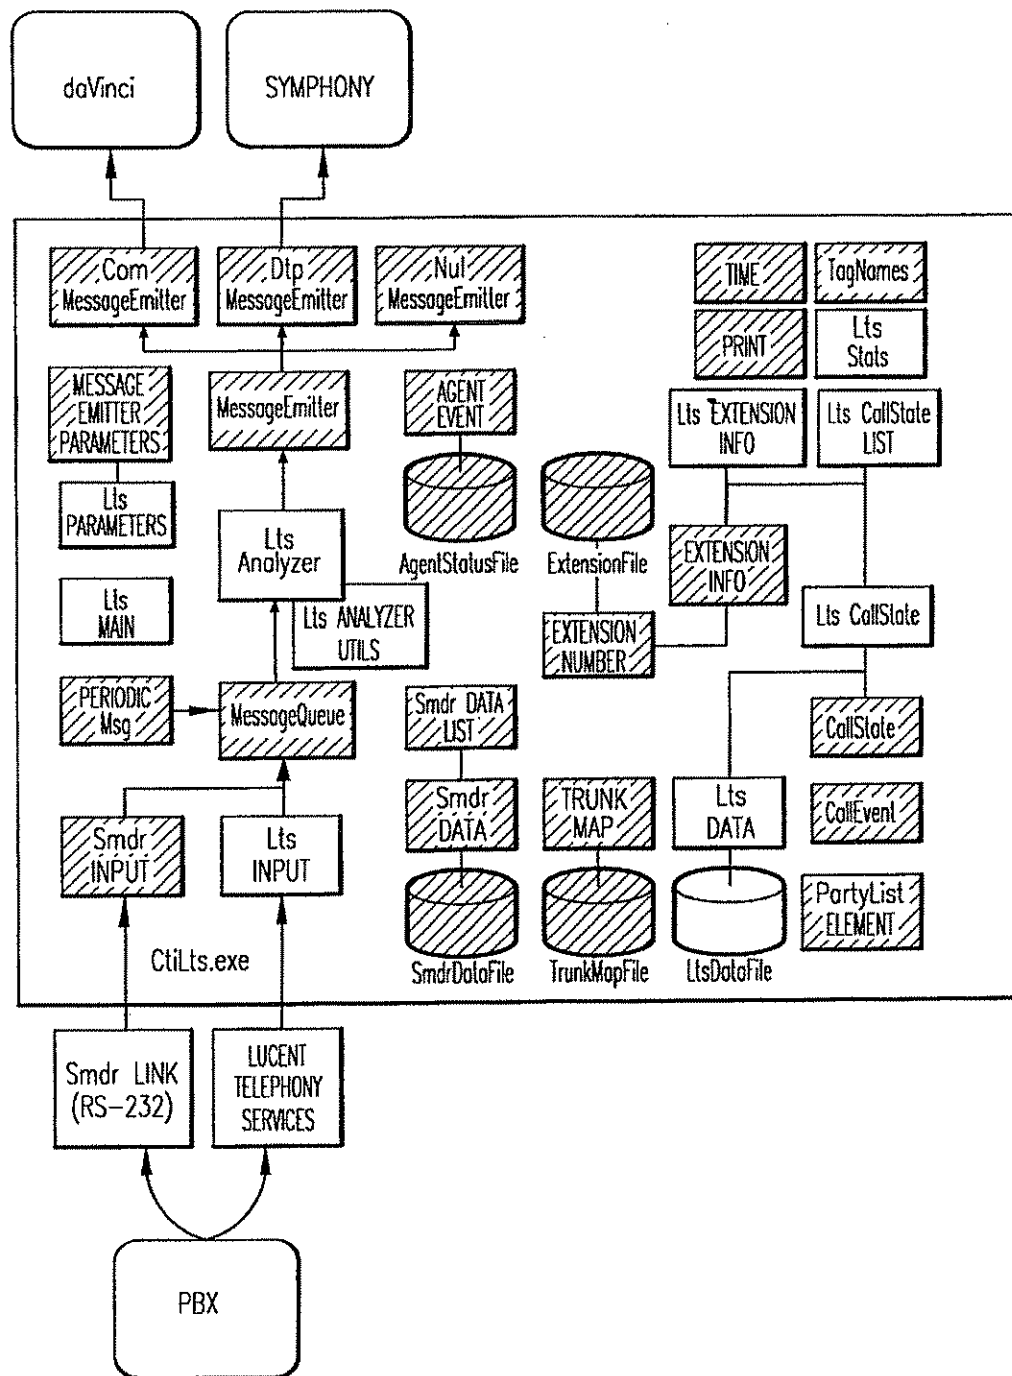 daVinci
SYMPHONY
Com
MessageEmitter
Dtp
MessageEmitter
Nul
MessageEmitter
TIME
TagNames
PRINT
Lts
Stats
MESSAGE
EMITTER
PARAMETERS
MessageEmitter
AGENT
EVENT
Lts EXTENSION
INFO
Lts CallState
LIST
Lts
PARAMETERS
Lts
Analyzer
AgentStatusFile
ExtensionFile
EXTENSION
INFO
Lts
MAIN
Lts ANALYZER
UTILS
EXTENSION
NUMBER
Lts CallState
PERIODIC
Msg
MessageQueue
Smdr DATA
LIST
CallState
Smdr
INPUT
Lts
INPUT
Smdr
DATA
TRUNK
MAP
Lts
DATA
CallEvent
PartyList
ELEMENT
CtiLts.exe
SmdrDataFile
TrunkMapFile
LtsDataFile
Smdr LINK
(RS-232)
LUCENT
TELEPHONY
SERVICES
PBX